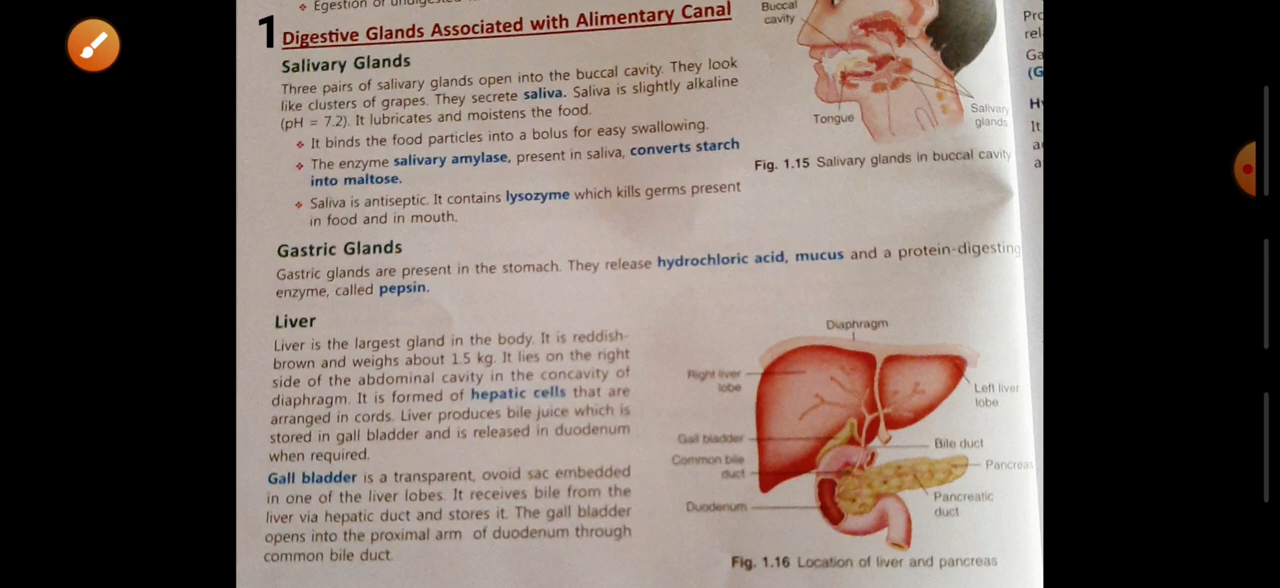 ❖ Egestion of undigested
1 Digestive Glands Associated with Alimentary Canal
Salivary Glands
Three pairs of salivary glands open into the buccal cavity. They look
like clusters of grapes. They secrete saliva. Saliva is slightly alkaline
(pH = 7.2). It lubricates and moistens the food.
❖ It binds the food particles into a bolus for easy swallowing.
❖ The enzyme salivary amylase, present in saliva, converts starch
into maltose.
❖ Saliva is antiseptic. It contains lysozyme which kills germs present
in food and in mouth.
Buccal
cavity
Tongue
Salivary
glands
Fig. 1.15 Salivary glands in buccal cavity
Gastric Glands
Gastric glands are present in the stomach. They release hydrochloric acid, mucus and a protein-digesting
enzyme, called pepsin.
Liver
Liver is the largest gland in the body. It is reddish-
brown and weighs about 1.5 kg. It lies on the right
side of the abdominal cavity in the concavity of
diaphragm. It is formed of hepatic cells that are
arranged in cords. Liver produces bile juice which is
stored in gall bladder and is released in duodenum
when required.
Gall bladder is a transparent, ovoid sac embedded
in one of the liver lobes. It receives bile from the
liver via hepatic duct and stores it. The gall bladder
opens into the proximal arm of duodenum through
common bile duct.
Diaphragm
Right liver
lobe
Left liver
lobe
Gall bladder
Bile duct
Common bile
duct
Pancreas
Pancreatic
duct
Duodenum
Fig. 1.16 Location of liver and pancreas
Pro
rel
Ga
(G
It